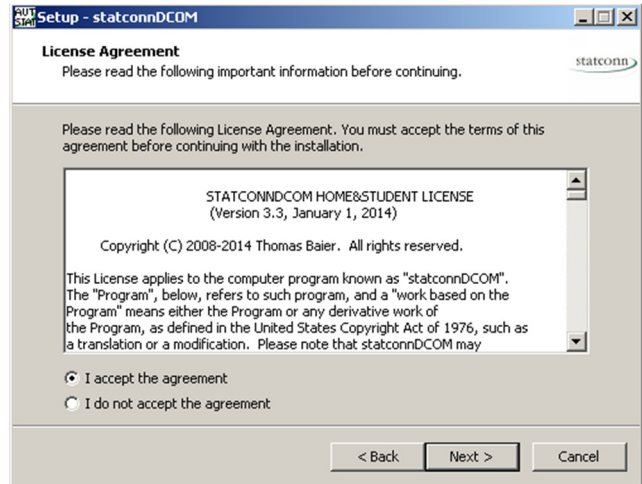 AUT
STAT
Setup - statconnDCOM
License Agreement
Please read the following important information before continuing.
statconn
Please read the following License Agreement. You must accept the terms of this
agreement before continuing with the installation.
STATCONNDCOM HOME&STUDENT LICENSE
(Version 3.3, January 1, 2014)
Copyright (C) 2008-2014 Thomas Baier.  All rights reserved.
This License applies to the computer program known as "statconnDCOM".
The "Program", below, refers to such program, and a "work based on the
Program" means either the Program or any derivative work of
the Program, as defined in the United States Copyright Act of 1976, such as
a translation or a modification.  Please note that statconnDCOM may
I accept the agreement
I do not accept the agreement
< Back
Next >
Cancel